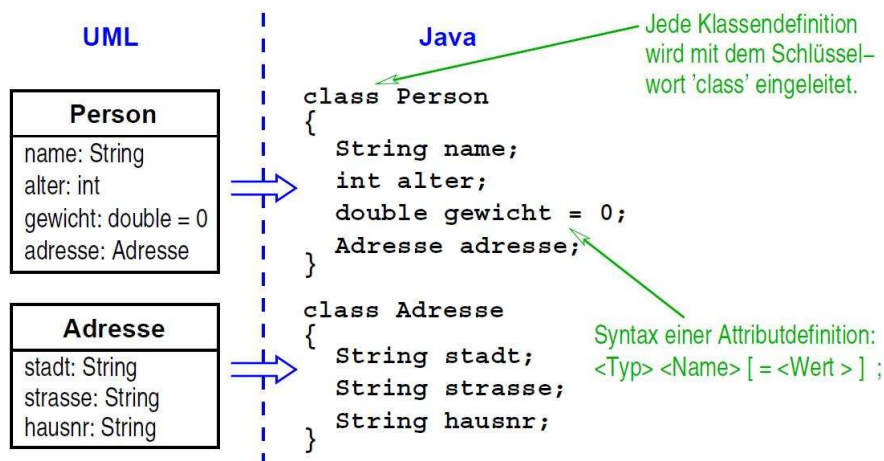 UML
Java
Jede Klassendefinition
wird mit dem Schlüssel–
wort 'class' eingeleitet.
Person
name: String
alter: int
gewicht: double = 0
adresse: Adresse
class Person
{
String name;
int alter;
double gewicht = 0;
Adresse adresse;
}
Adresse
stadt: String
strasse: String
hausnr: String
class Adresse
{
String stadt;
String strasse;
String hausnr;
}
Syntax einer Attributdefinition:
<Typ> <Name> [ = <Wert > ] ;